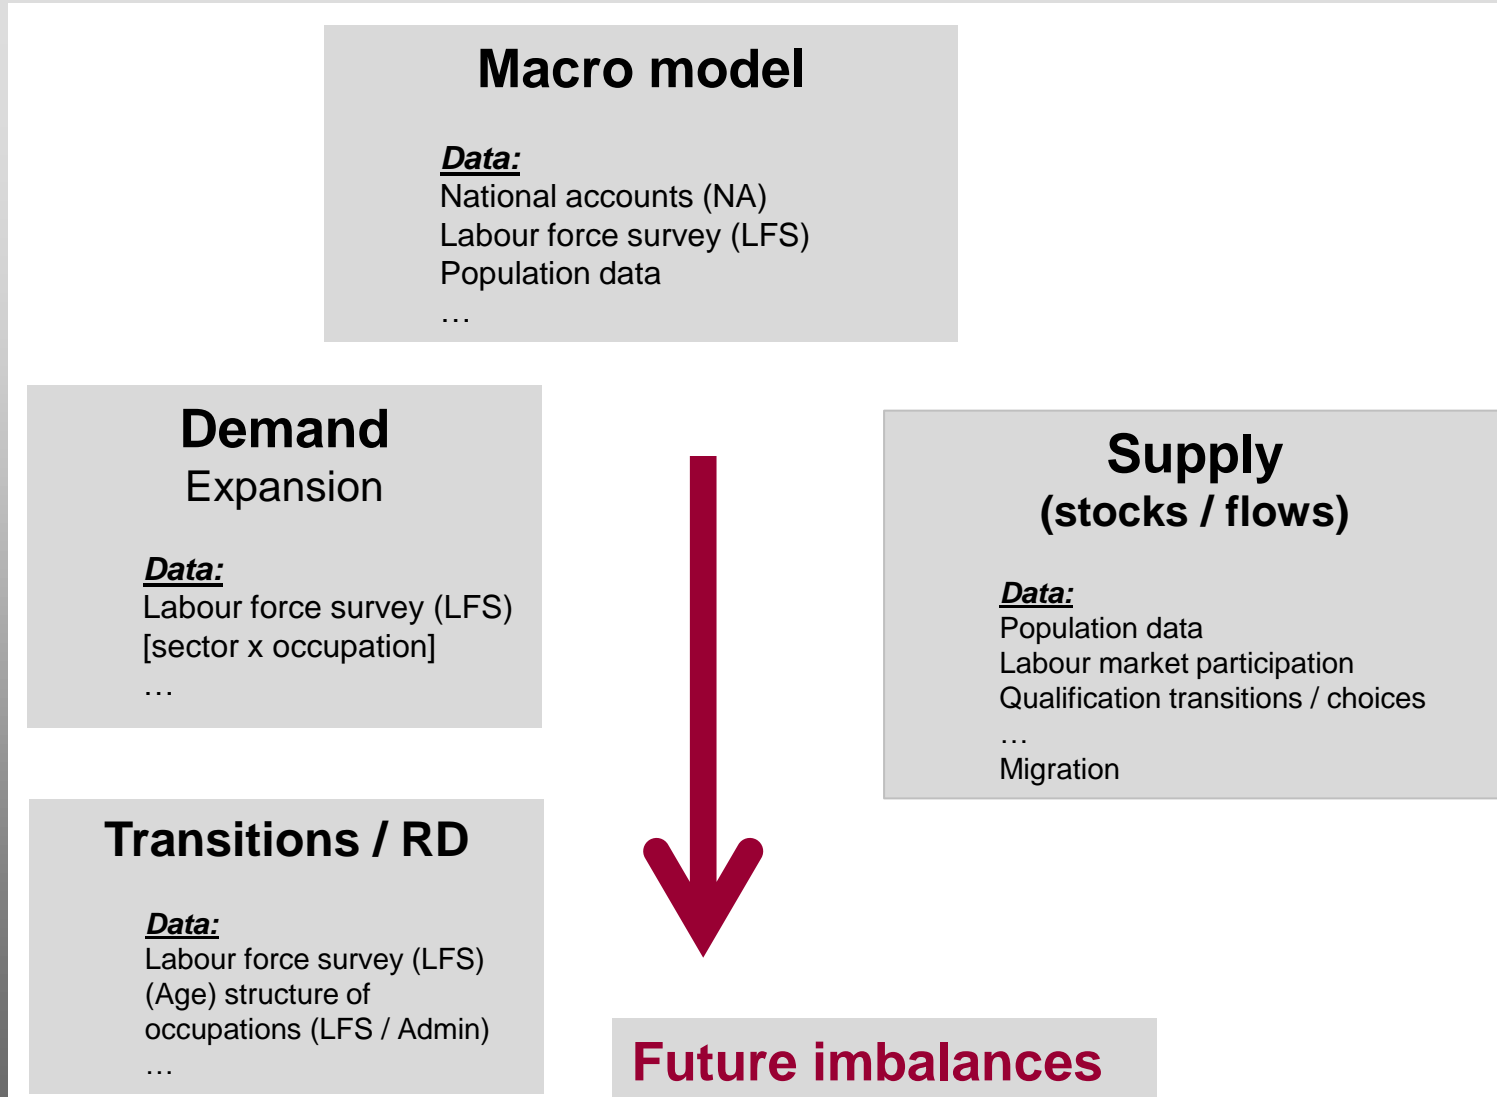 Macro model
Data:
National accounts (NA)
Labour force survey (LFS)
Population data
…
Demand
Expansion
Data:
Labour force survey (LFS)
[sector x occupation]
…
Supply
(stocks / flows)
Data:
Population data
Labour market participation
Qualification transitions / choices
…
Migration
Transitions / RD
Data:
Labour force survey (LFS)
(Age) structure of
occupations (LFS / Admin)
…
Future imbalances